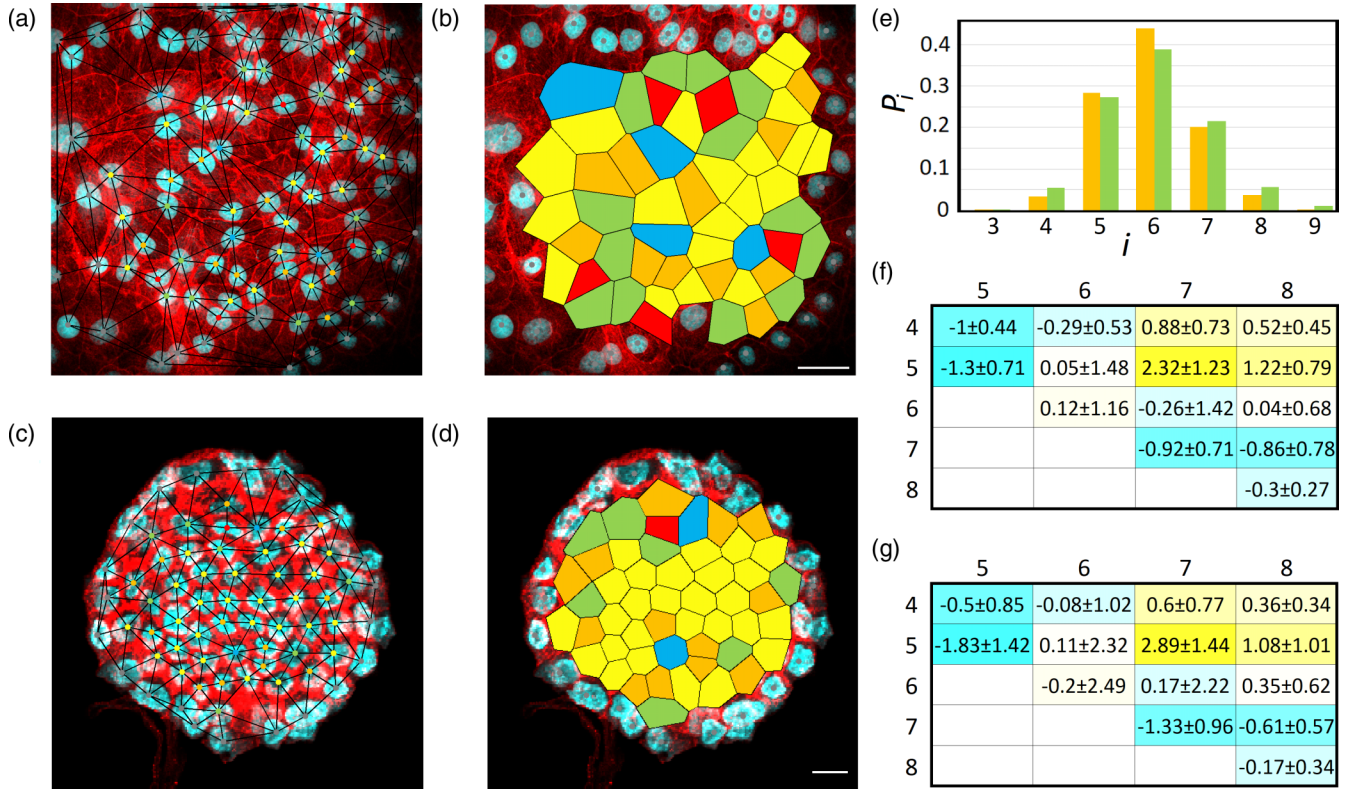 (a)
(b)
(c)
(d)
(e)
0.4
0.3
0.2
0.1
0
P_i
3 4 5 6 7 8 9
i
(f)
5 6 7 8
4 -1±0.44 -0.29±0.53 0.88±0.73 0.52±0.45
5 -1.3±0.71 0.05±1.48 2.32±1.23 1.22±0.79
6 0.12±1.16 -0.26±1.42 0.04±0.68
7 -0.92±0.71 -0.86±0.78
8 -0.3±0.27
(g)
5 6 7 8
4 -0.5±0.85 -0.08±1.02 0.6±0.77 0.36±0.34
5 -1.83±1.42 0.11±2.32 2.89±1.44 1.08±1.01
6 -0.2±2.49 0.17±2.22 0.35±0.62
7 -1.33±0.96 -0.61±0.57
8 -0.17±0.34